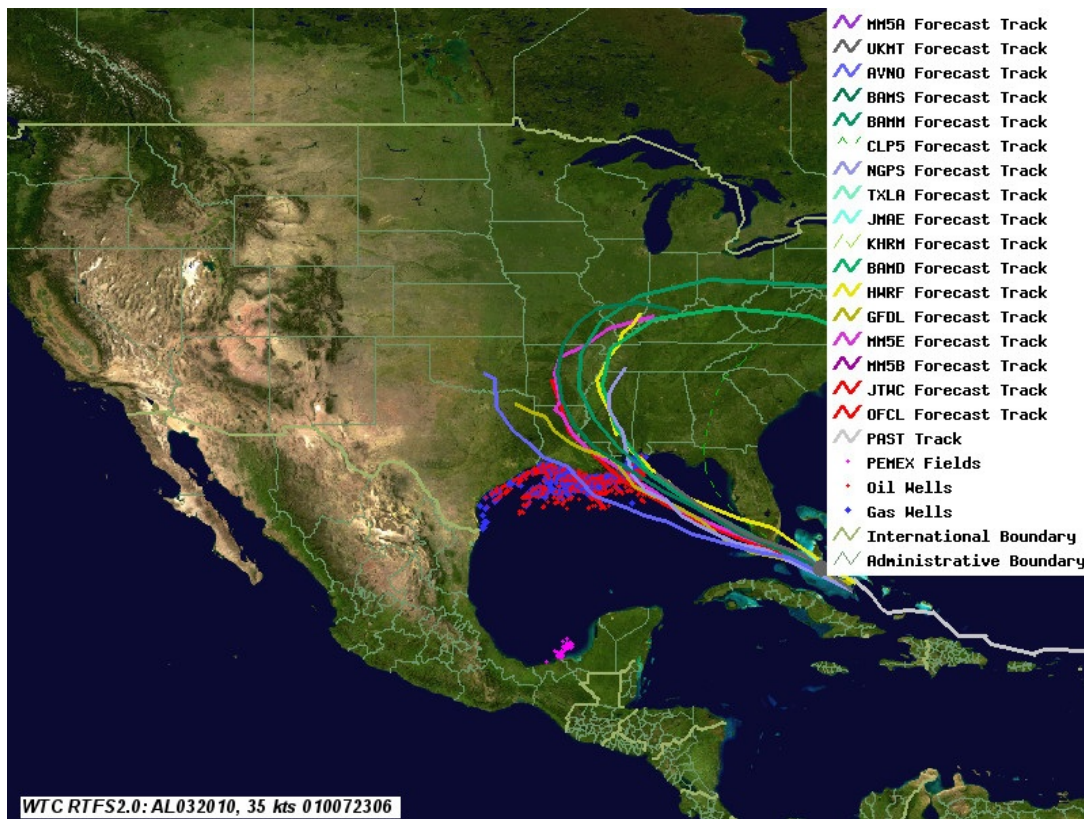 MM5A Forecast Track
UKMT Forecast Track
AVNO Forecast Track
BAMS Forecast Track
BAMM Forecast Track
CLP5 Forecast Track
NGPS Forecast Track
TXLA Forecast Track
JMAE Forecast Track
KHRM Forecast Track
BAMD Forecast Track
HWRF Forecast Track
GFDL Forecast Track
MM5E Forecast Track
MM5B Forecast Track
JTWC Forecast Track
OFCL Forecast Track
PAST Track
PEMEX Fields
Oil Wells
Gas Wells
International Boundary
Administrative Boundary
WTC RTFS2.0: AL032010, 35 kts 010072306